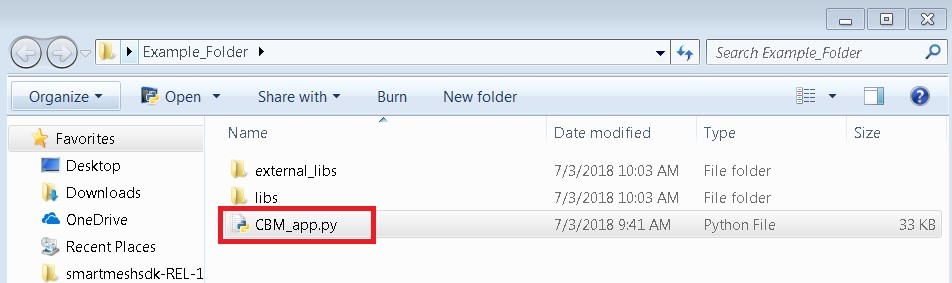 Example_Folder
Search Example_Folder
Organize Open Share with Burn New folder
Favorites
Desktop
Downloads
OneDrive
Recent Places
smartmeshsdk-REL-1
Name Date modified Type Size
external_libs 7/3/2018 10:03 AM File folder
libs 7/3/2018 10:03 AM File folder
CBM_app.py 7/3/2018 9:41 AM Python File 33 KB